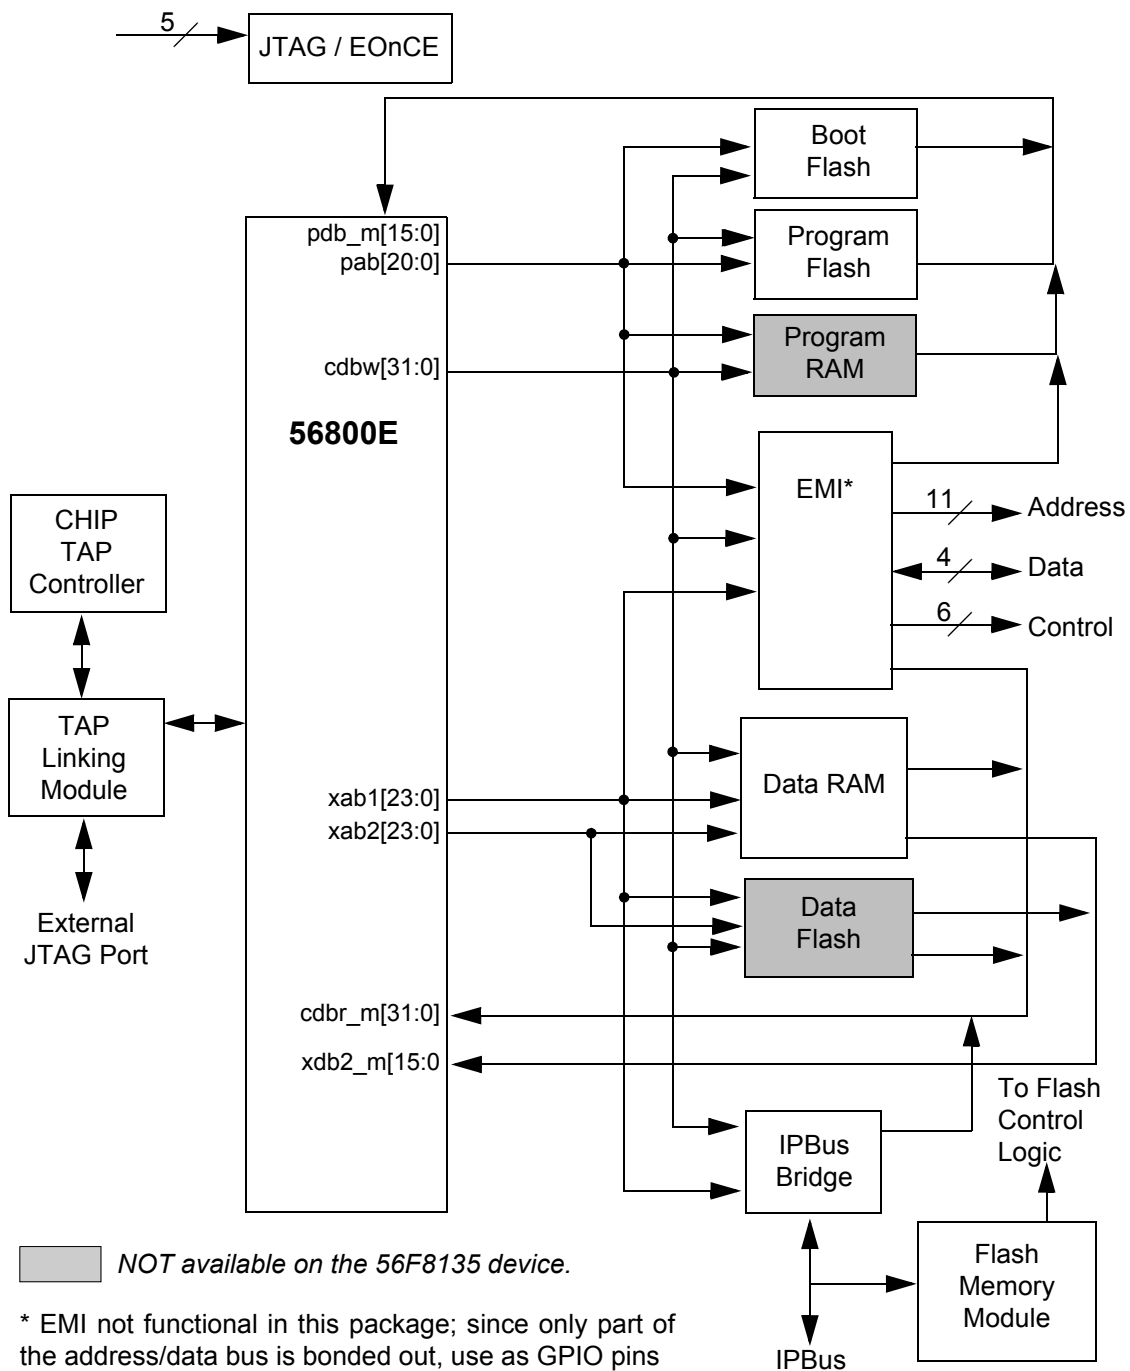 5
JTAG / EOnCE
Boot
Flash
pdb_m[15:0]
pab[20:0]
Program
Flash
Program
RAM
cdbw[31:0]
56800E
EMI*
11
Address
4
Data
6
Control
CHIP
TAP
Controller
TAP
Linking
Module
External
JTAG Port
xab1[23:0]
xab2[23:0]
Data RAM
Data
Flash
cdbr_m[31:0]
xdb2_m[15:0
To Flash
Control
Logic
IPBus
Bridge
Flash
Memory
Module
IPBus
NOT available on the 56F8135 device.
* EMI not functional in this package; since only part of
the address/data bus is bonded out, use as GPIO pins